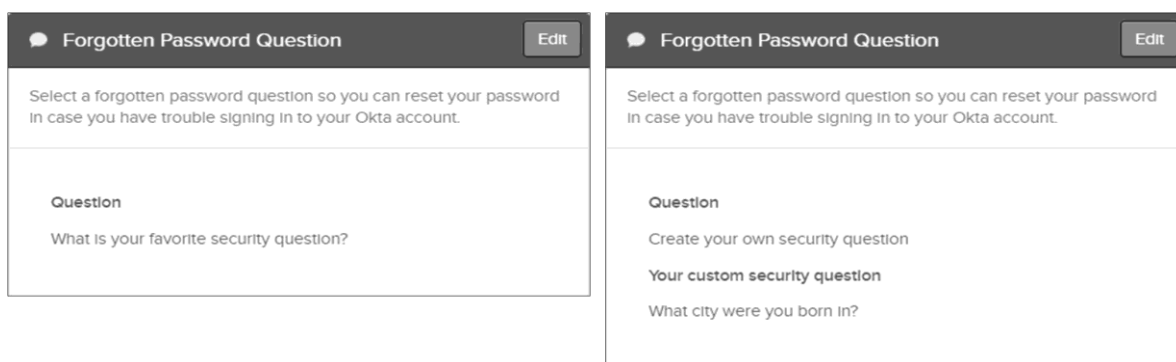 Forgotten Password Question
Edit
Select a forgotten password question so you can reset your password
in case you have trouble signing in to your Okta account.
Question
What is your favorite security question?
Forgotten Password Question
Edit
Select a forgotten password question so you can reset your password
in case you have trouble signing in to your Okta account.
Question
Create your own security question
Your custom security question
What city were you born in?